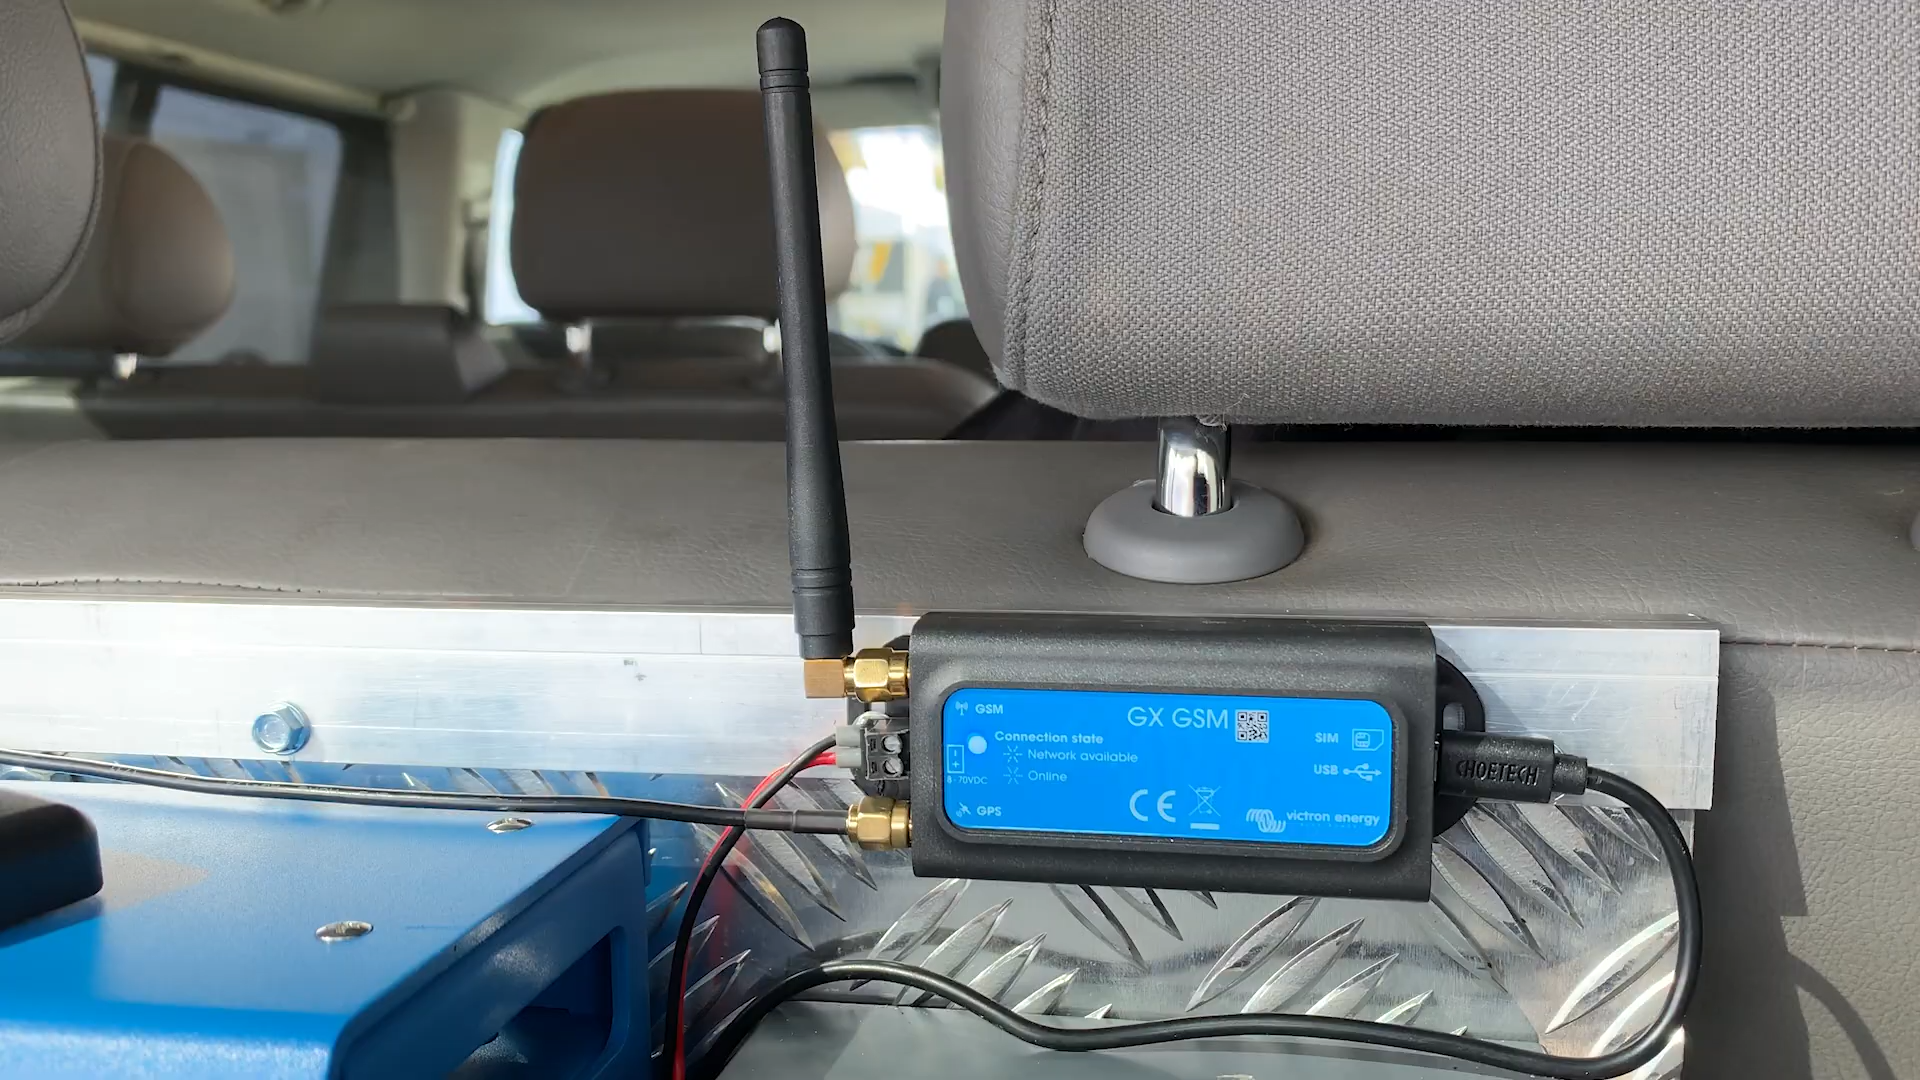 GSM
GX GSM
Connection state
Network available
Online
8 - 70VDC
GPS
SIM
USB
CE
victron energy
CHOETECH